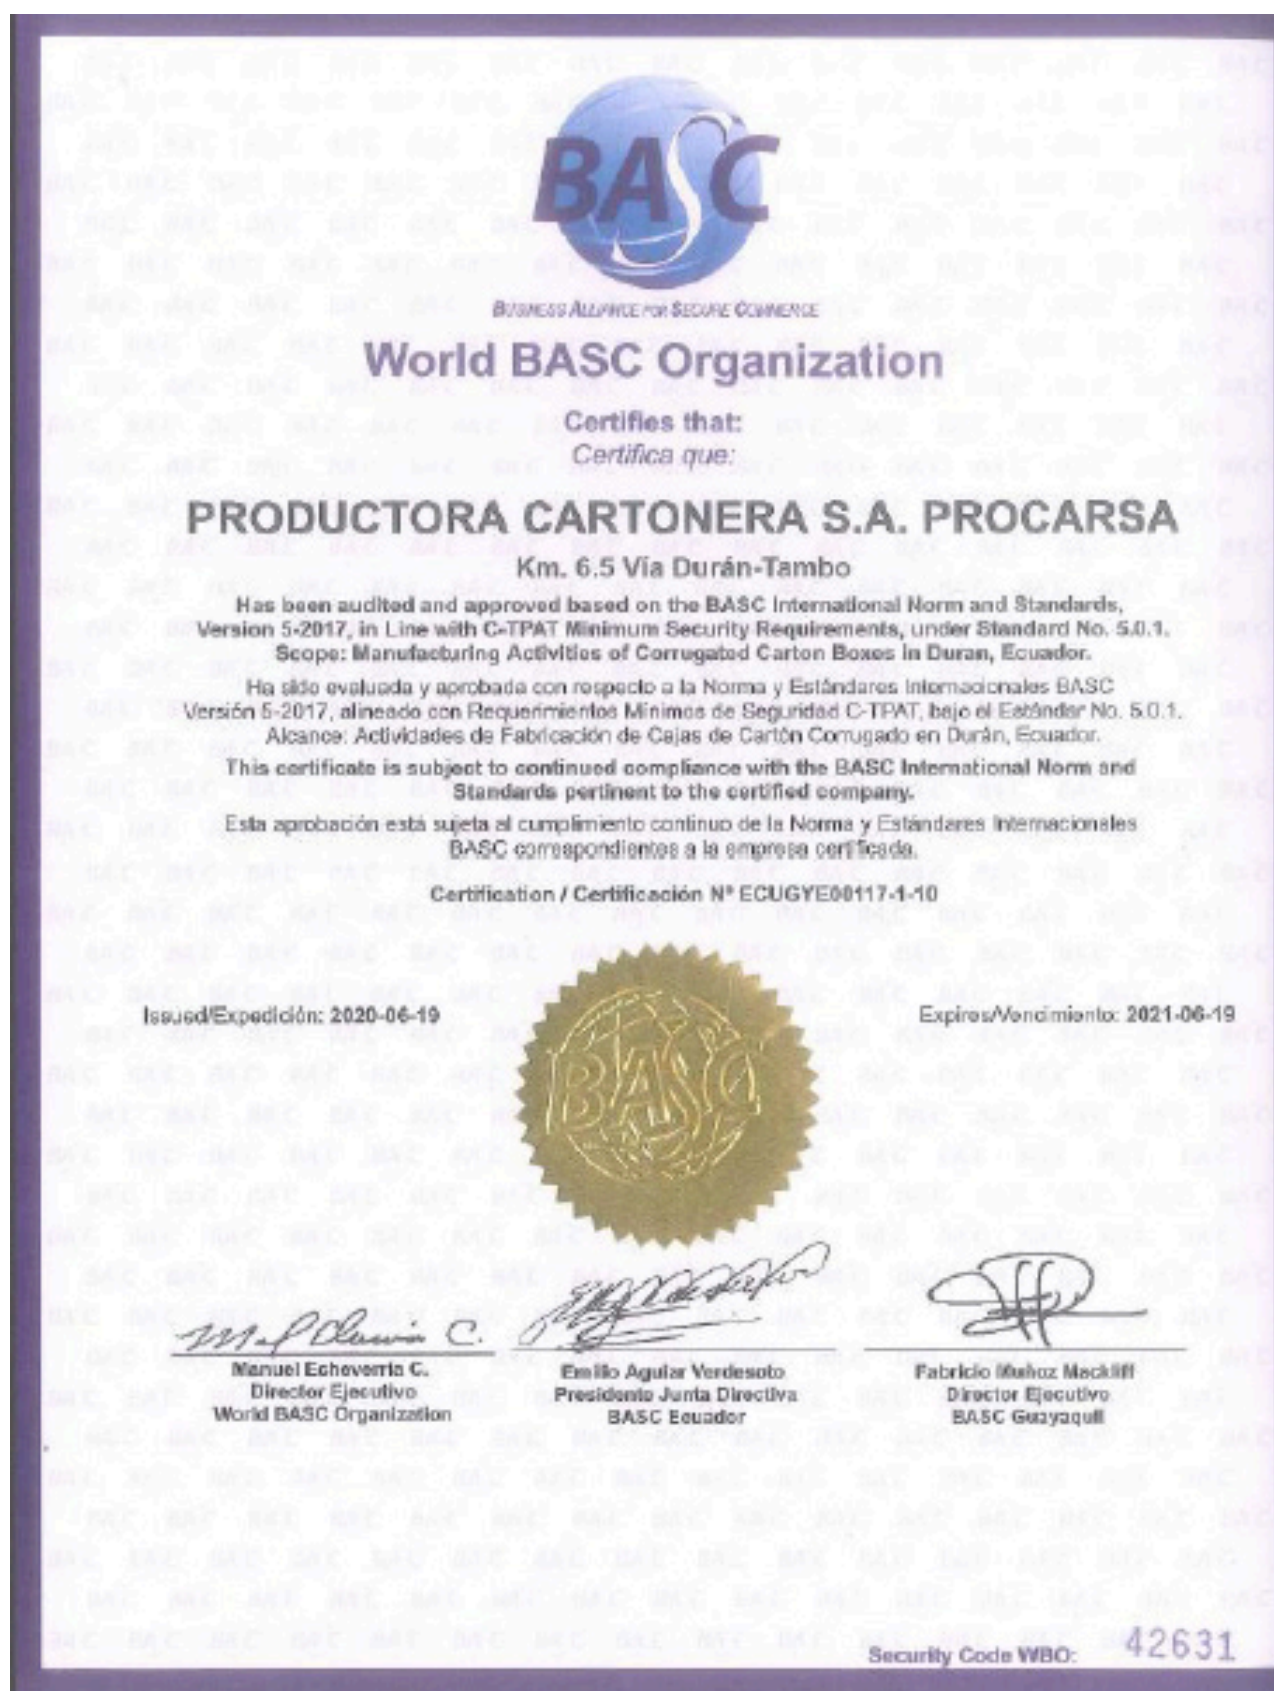 BASC
BUSINESS ALLIANCE FOR SECURE COMMERCE
World BASC Organization
Certifies that:
Certifica que:
PRODUCTORA CARTONERA S.A. PROCARSA
Km. 6.5 Vía Durán-Tambo
Has been audited and approved based on the BASC International Norm and Standards,
Version 5-2017, in Line with C-TPAT Minimum Security Requirements, under Standard No. 5.0.1.
Scope: Manufacturing Activities of Corrugated Carton Boxes in Duran, Ecuador.
Ha sido evaluada y aprobada con respecto a la Norma y Estándares Internacionales BASC
Versión 5-2017, alineado con Requerimientos Mínimos de Seguridad C-TPAT, bajo el Estándar No. 5.0.1.
Alcance: Actividades de Fabricación de Cajas de Cartón Corrugado en Durán, Ecuador.
This certificate is subject to continued compliance with the BASC International Norm and
Standards pertinent to the certified company.
Esta aprobación está sujeta al cumplimiento continuo de la Norma y Estándares Internacionales
BASC correspondientes a la empresa certificada.
Certification / Certificación N° ECUGYE00117-1-10
Issued/Expedición: 2020-06-19
Expires/Vencimiento: 2021-06-19
BASC
Manuel Echeverria C.
Director Ejecutivo
World BASC Organization
Emilio Aguiar Verdesoto
Presidente Junta Directiva
BASC Ecuador
Fabricio Muñoz Mackliff
Director Ejecutivo
BASC Guayaquil
Security Code WBO: 42631